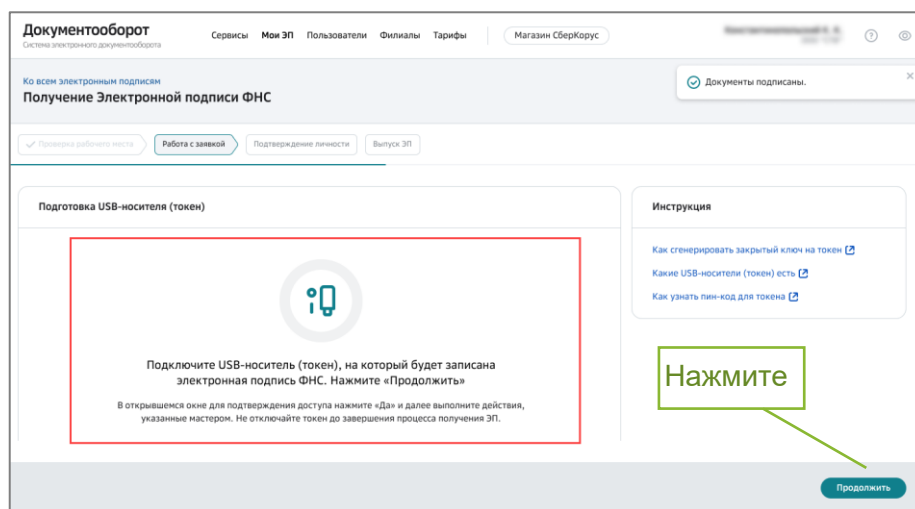 Документооборот
Система электронного документооборота
Сервисы Мои ЭП Пользователи Филиалы Тарифы Магазин СберКорус
Ко всем электронным подписям
Получение Электронной подписи ФНС
Документы подписаны.
Проверка рабочего места Работа с заявкой Подтверждение личности Выпуск ЭП
Подготовка USB-носителя (токен)
Подключите USB-носитель (токен), на который будет записана
электронная подпись ФНС. Нажмите «Продолжить»
В открывшемся окне для подтверждения доступа нажмите «Да» и далее выполните действия,
указанные мастером. Не отключайте токен до завершения процесса получения ЭП.
Инструкция
Как сгенерировать закрытый ключ на токен
Какие USB-носители (токен) есть
Как узнать пин-код для токена
Нажмите
Продолжить